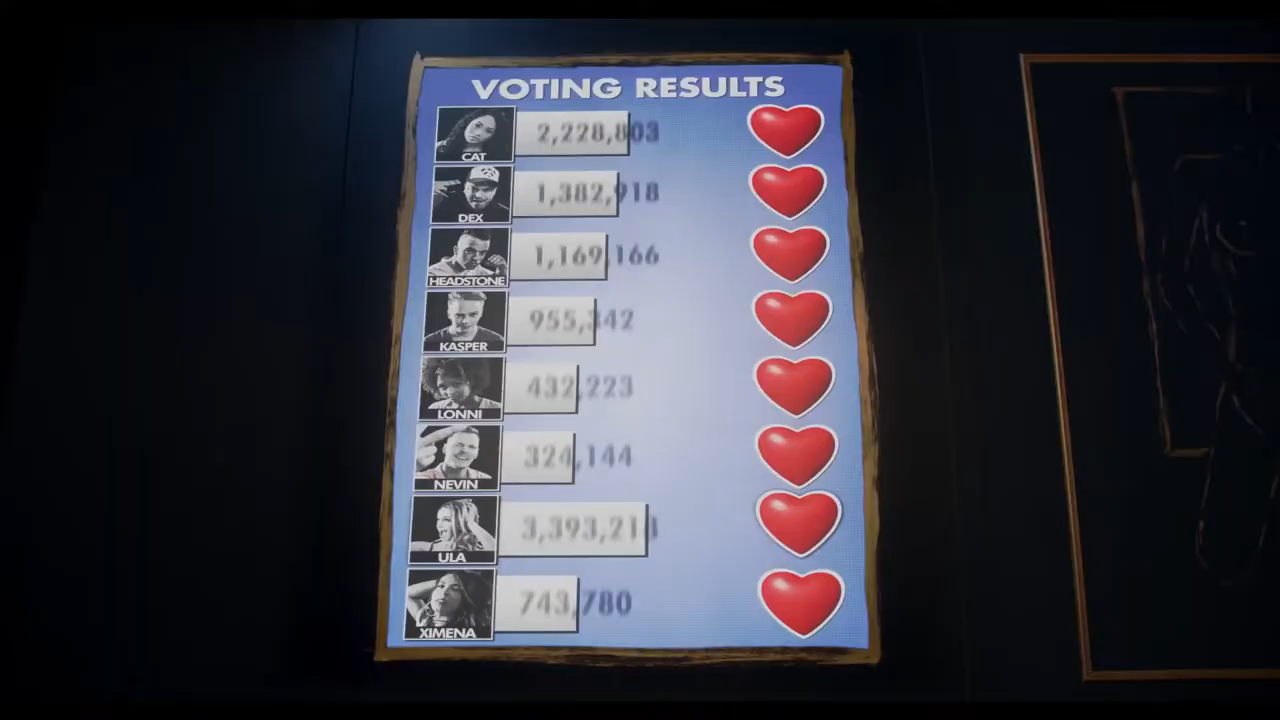 VOTING RESULTS
CAT 2,228,803
DEX 1,382,918
HEADSTONE 1,169,166
KASPER 955,342
LONNI 432,223
NEVIN 324,144
ULA
XIMENA 743,780